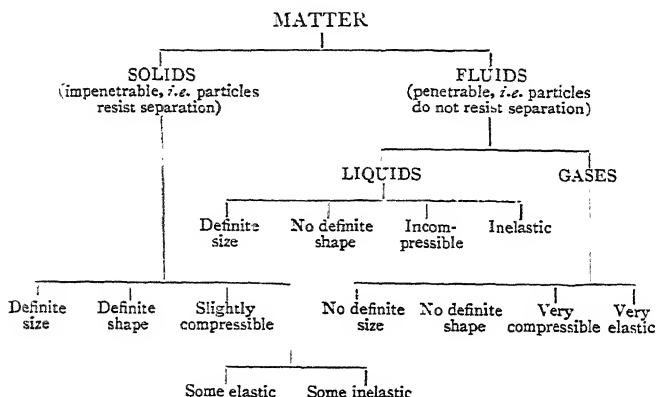 MATTER
SOLIDS
(impenetrable, i.e. particles
resist separation)
FLUIDS
(penetrable, i.e. particles
do not resist separation)
LIQUIDS
GASES
Definite
size
No definite
shape
Incom-
pressible
Inelastic
Definite
size
Definite
shape
Slightly
compressible
No definite
size
No definite
shape
Very
compressible
Very
elastic
Some elastic
Some inelastic